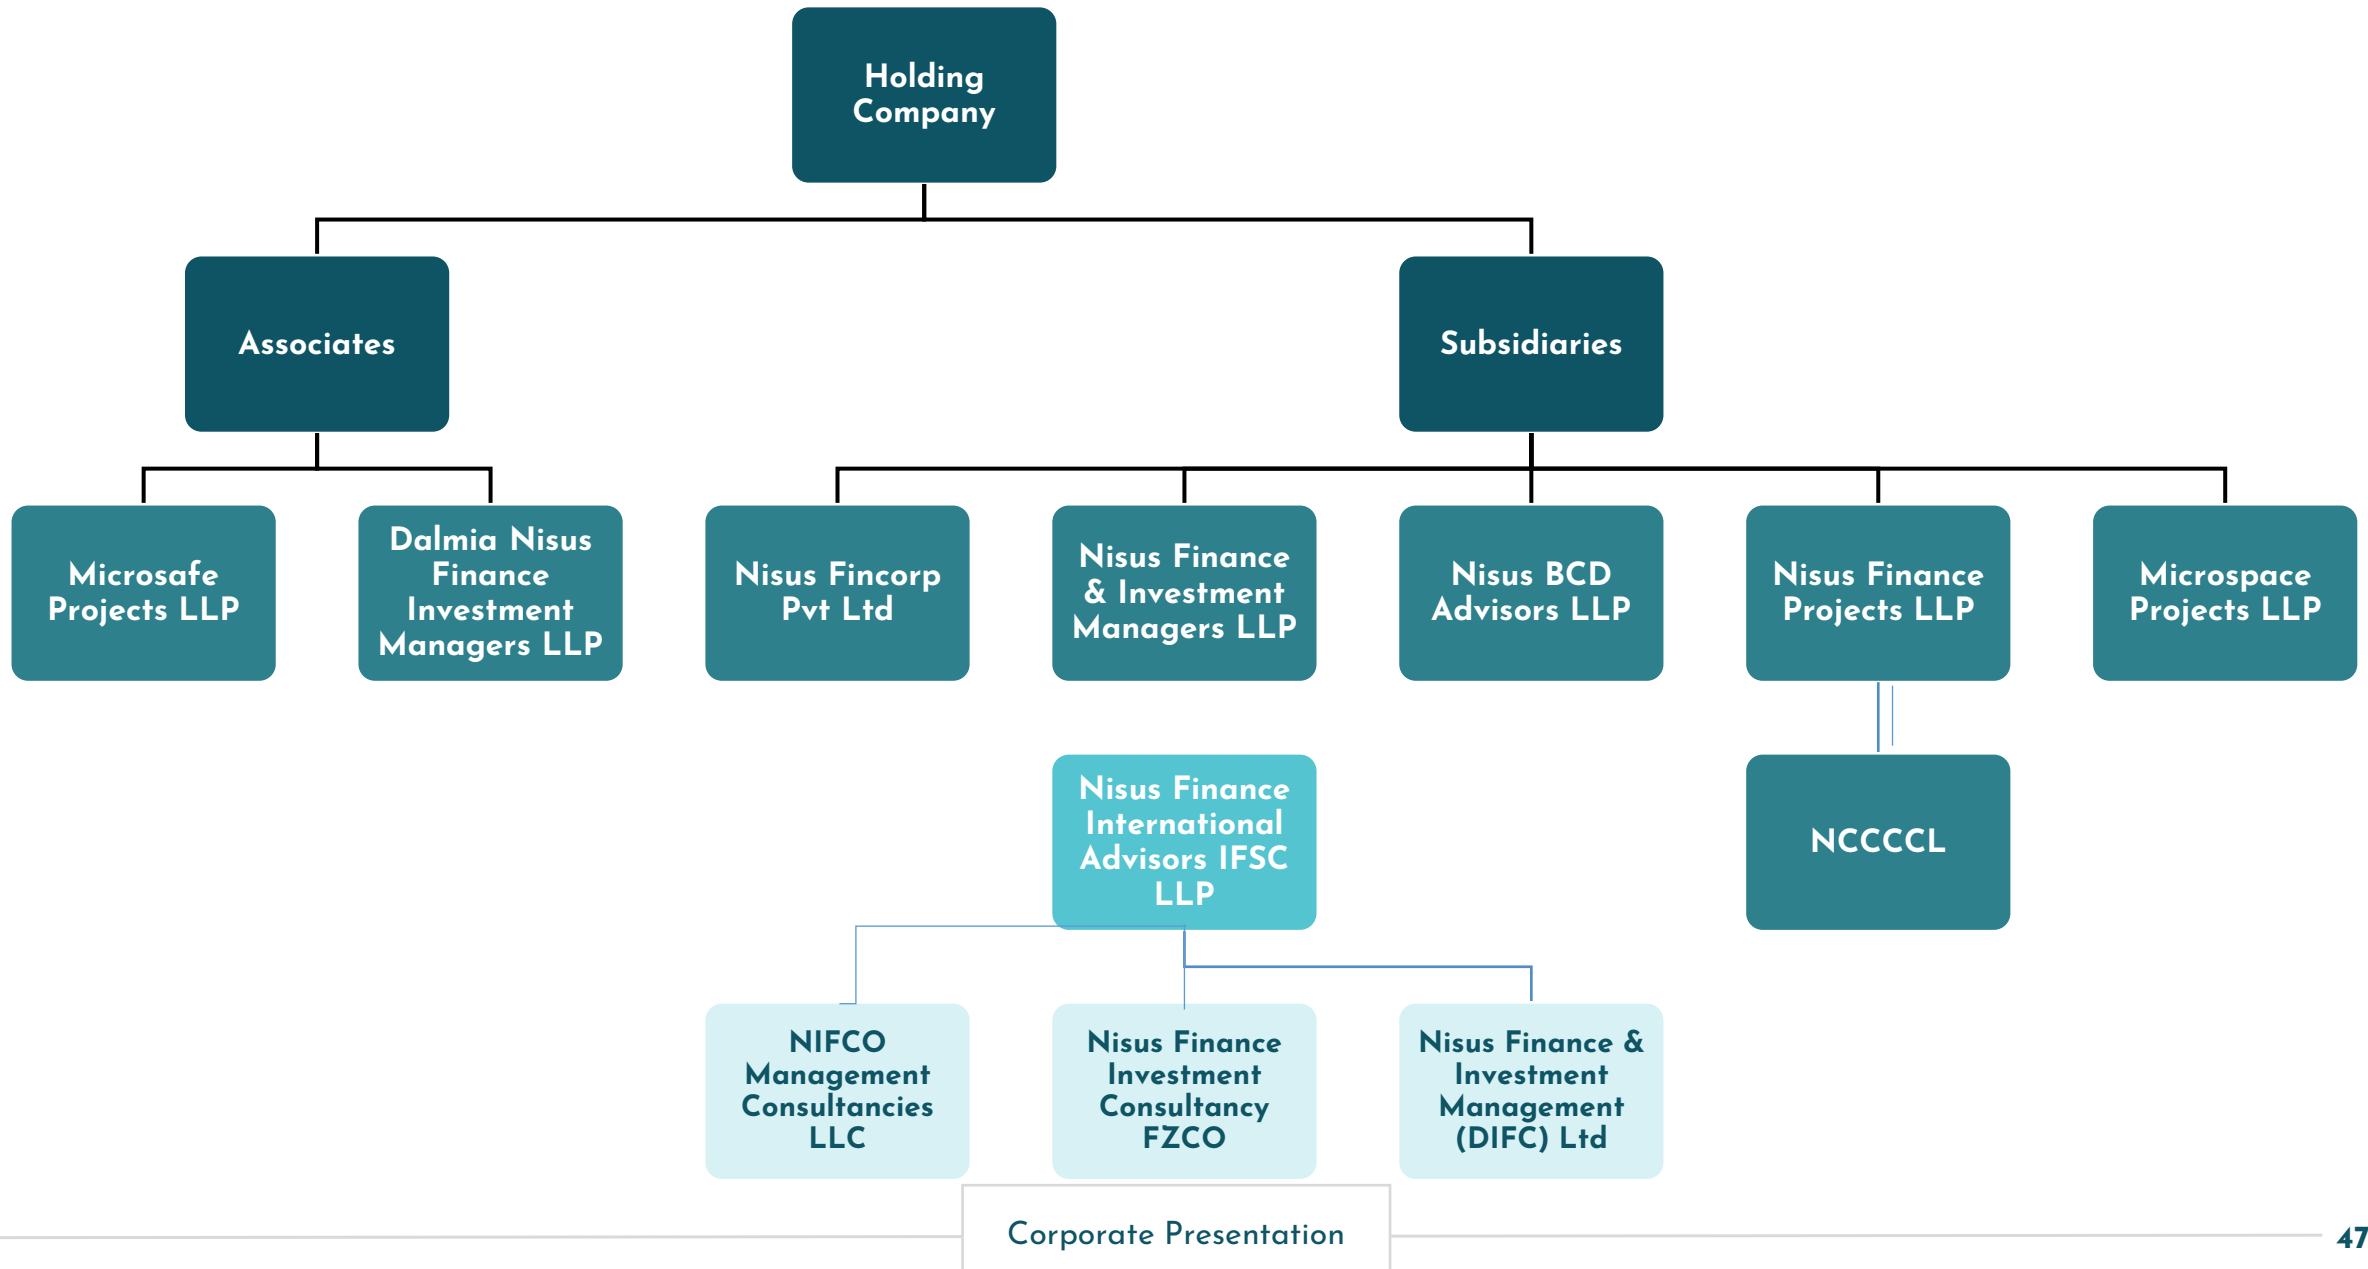 Holding
Company
Associates
Subsidiaries
Microsafe
Projects LLP
Dalmia Nisus
Finance
Investment
Managers LLP
Nisus Fincorp
Pvt Ltd
Nisus Finance
& Investment
Managers LLP
Nisus BCD
Advisors LLP
Nisus Finance
Projects LLP
Microspace
Projects LLP
Nisus Finance
International
Advisors IFSC
LLP
NCCCCL
NIFCO
Management
Consultancies
LLC
Nisus Finance
Investment
Consultancy
FZCO
Nisus Finance &
Investment
Management
(DIFC) Ltd
Corporate Presentation
47